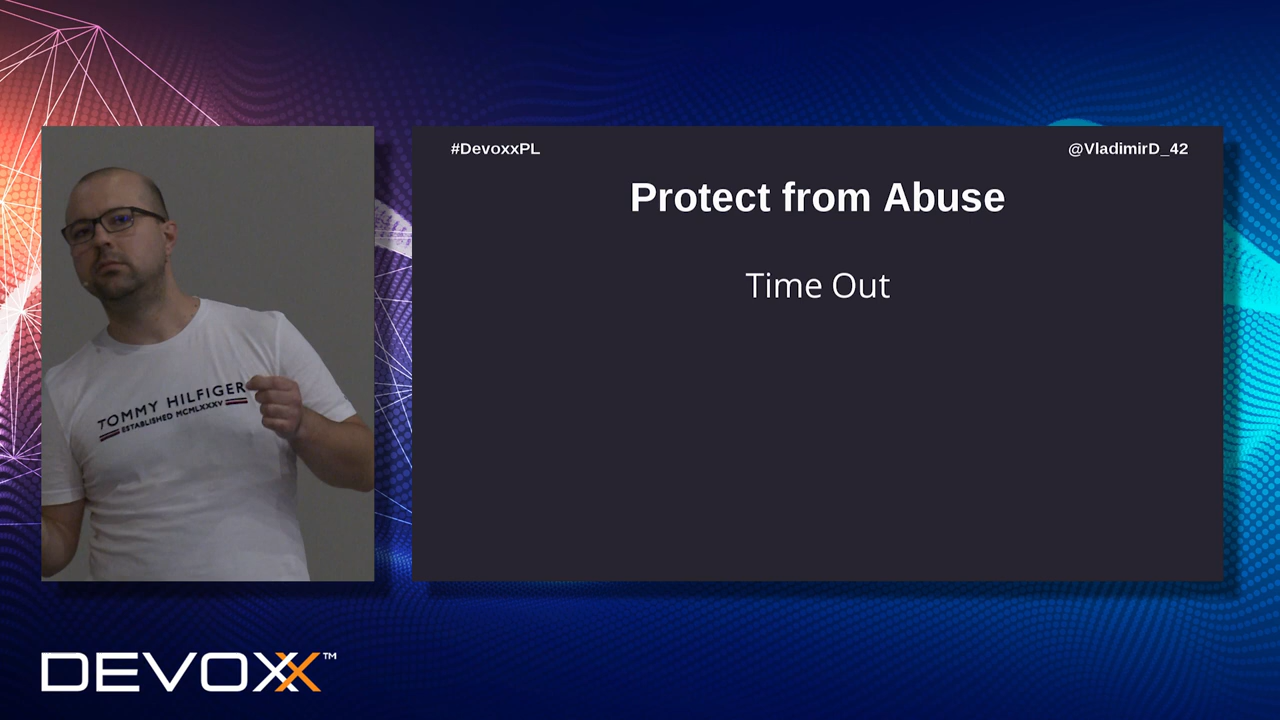 #DevoxxPL
@VladimirD_42
Protect from Abuse
Time Out
TOMMY HILFIGER
ESTABLISHED MCMLXXXV
DEVOXX™